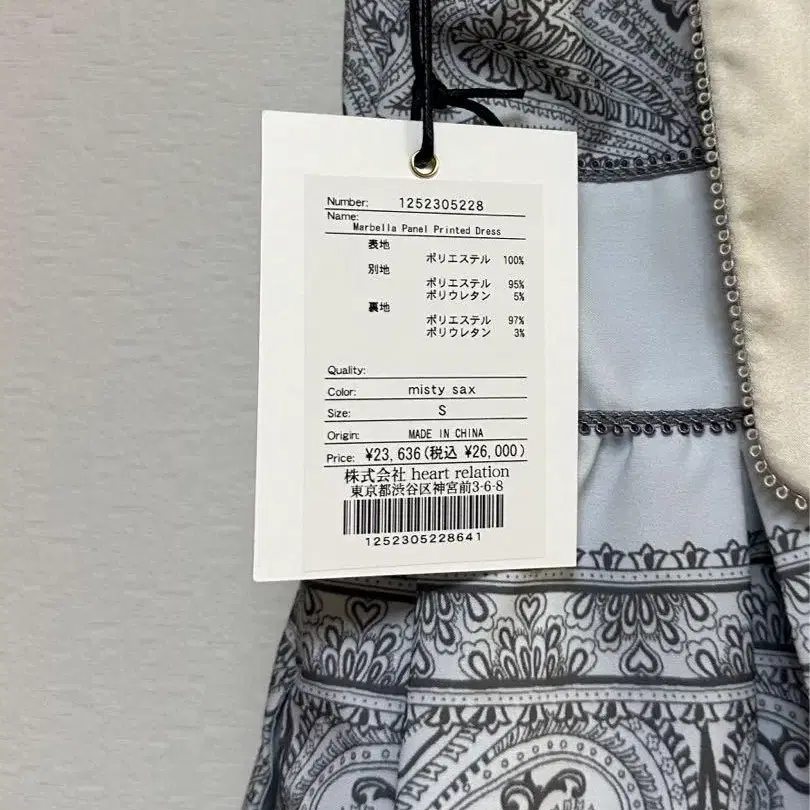 Number: 1252305228
Name:
Marbella Panel Printed Dress
表地
ポリエステル 100%
別地
ポリエステル 95%
ポリウレタン 5%
裏地
ポリエステル 97%
ポリウレタン 3%
Quality:
Color: misty sax
Size: S
Origin: MADE IN CHINA
Price: ¥23,636(税込 ¥26,000)
株式会社 heart relation
東京都渋谷区神宮前3-6-8
1252305228641